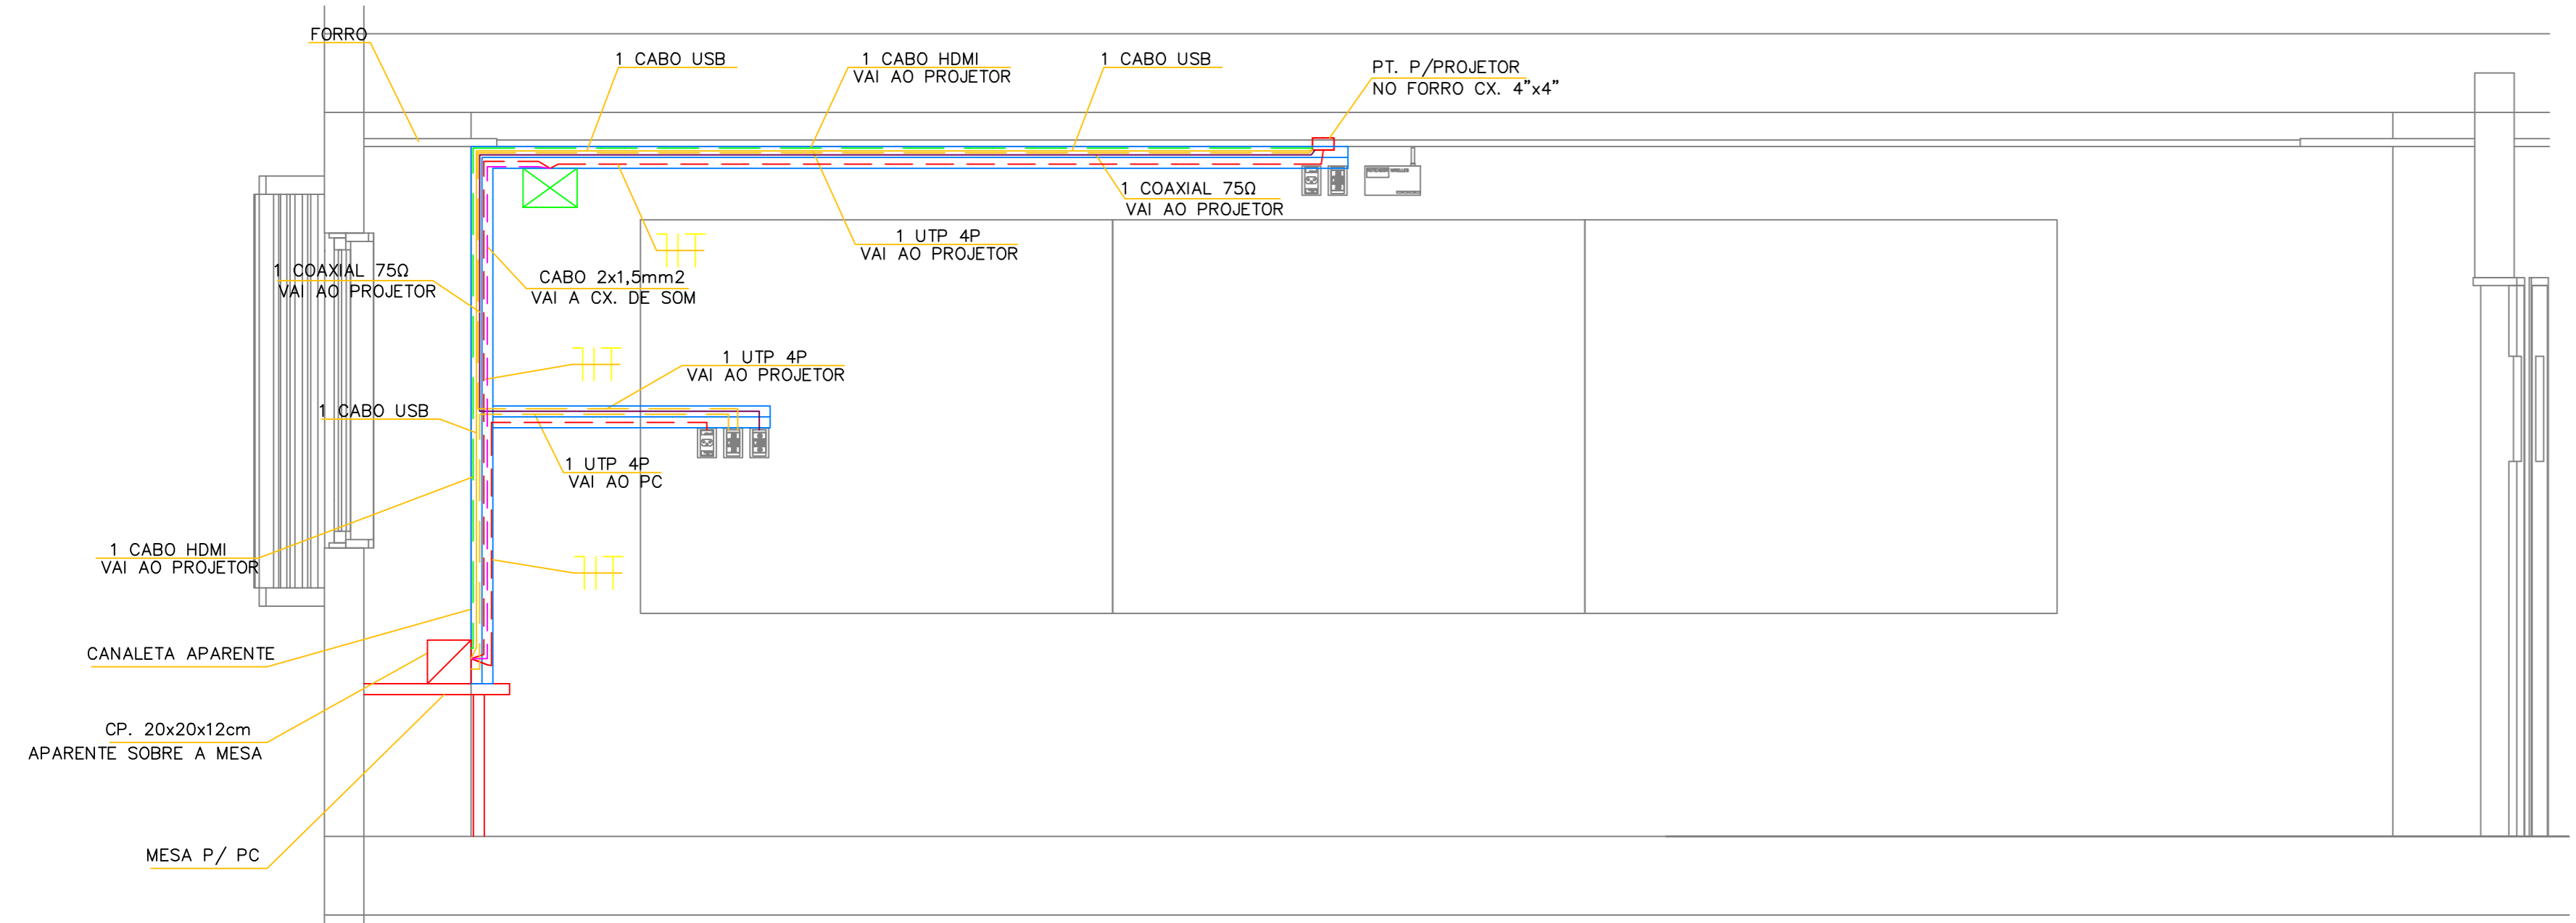 FORRO
1 CABO USB
1 CABO HDMI
VAI AO PROJETOR
1 CABO USB
PT. P/PROJETOR
NO FORRO CX. 4"x4"
1 COAXIAL 75Ω
VAI AO PROJETOR
1 UTP 4P
VAI AO PROJETOR
1 COAXIAL 75Ω
VAI AO PROJETOR
CABO 2x1,5mm2
VAI A CX. DE SOM
1 UTP 4P
VAI AO PROJETOR
1 CABO USB
1 UTP 4P
VAI AO PC
1 CABO HDMI
VAI AO PROJETOR
CANALETA APARENTE
CP. 20x20x12cm
APARENTE SOBRE A MESA
MESA P/ PC